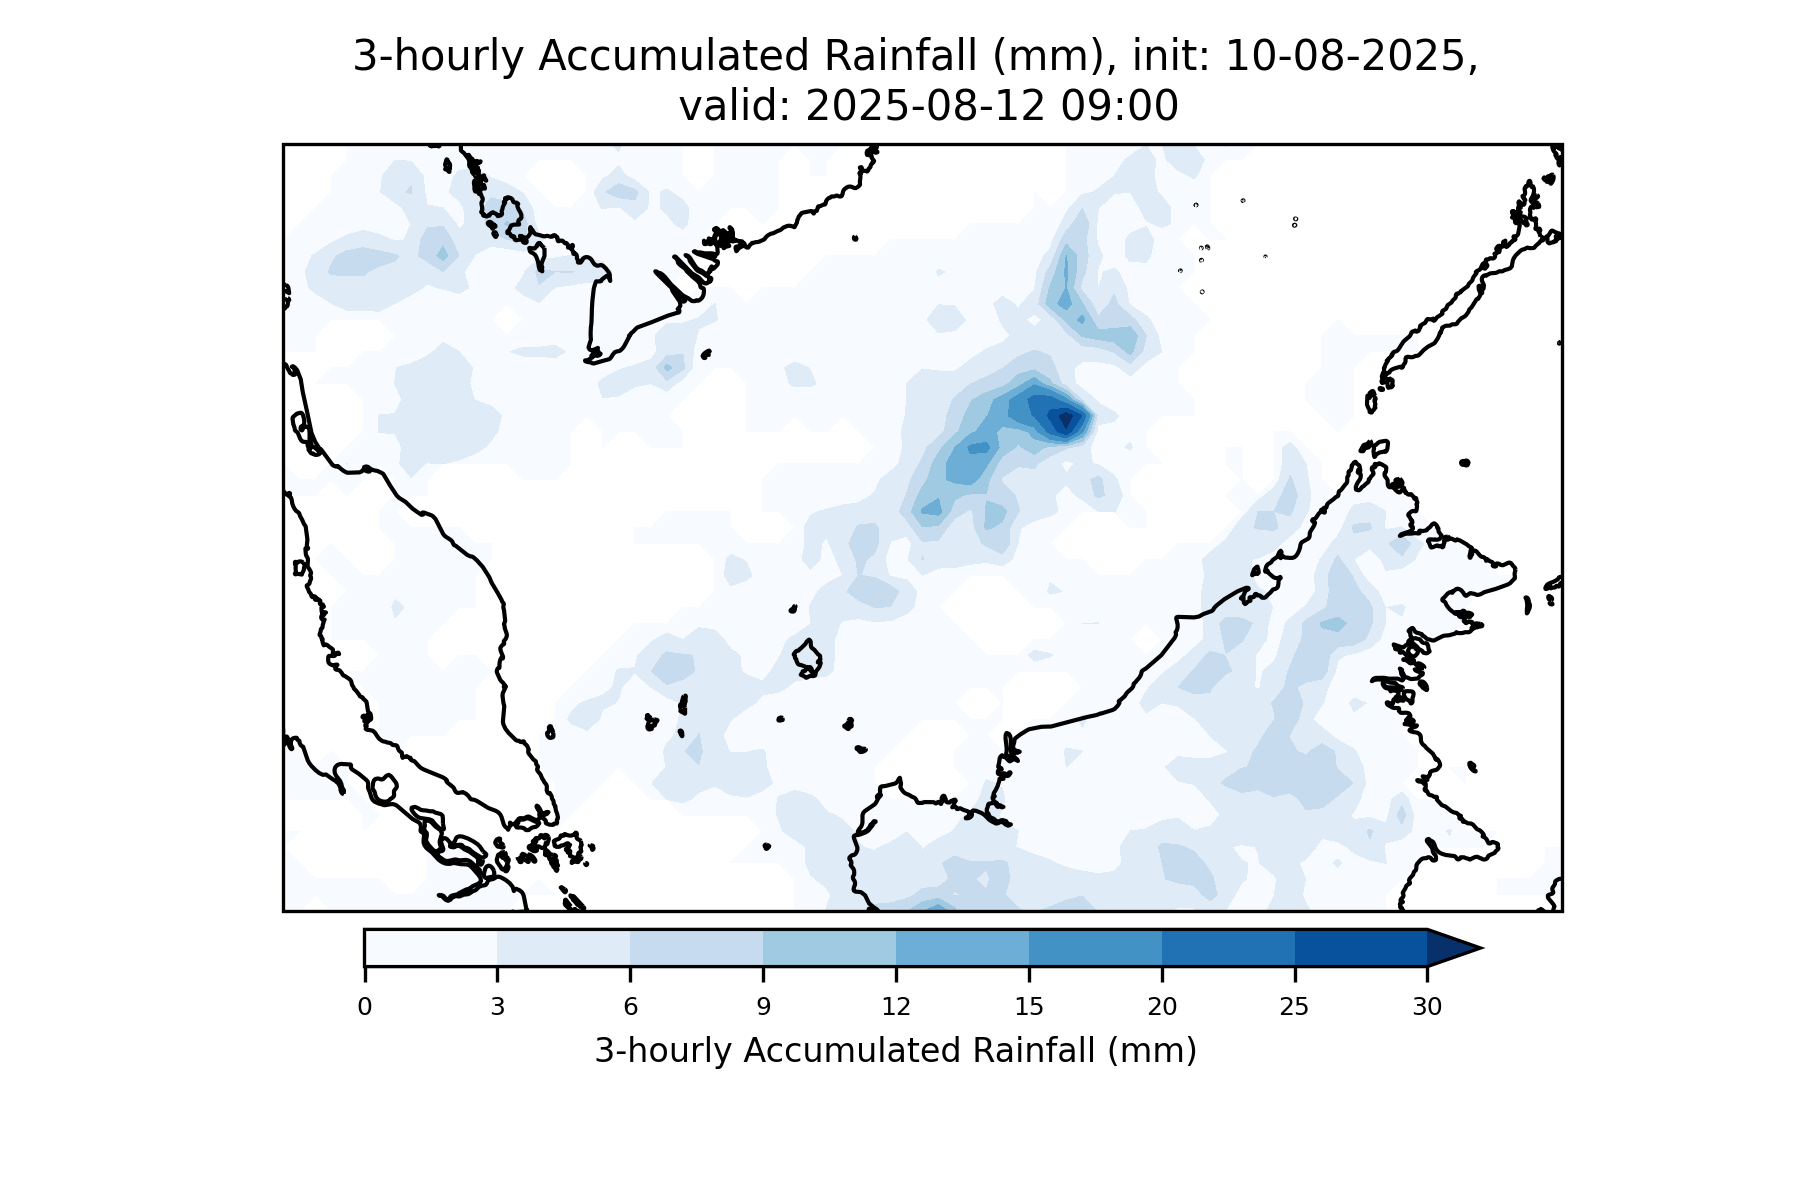 3-hourly Accumulated Rainfall (mm), init: 10-08-2025,
valid: 2025-08-12 09:00
0 3 6 9 12 15 20 25 30
3-hourly Accumulated Rainfall (mm)